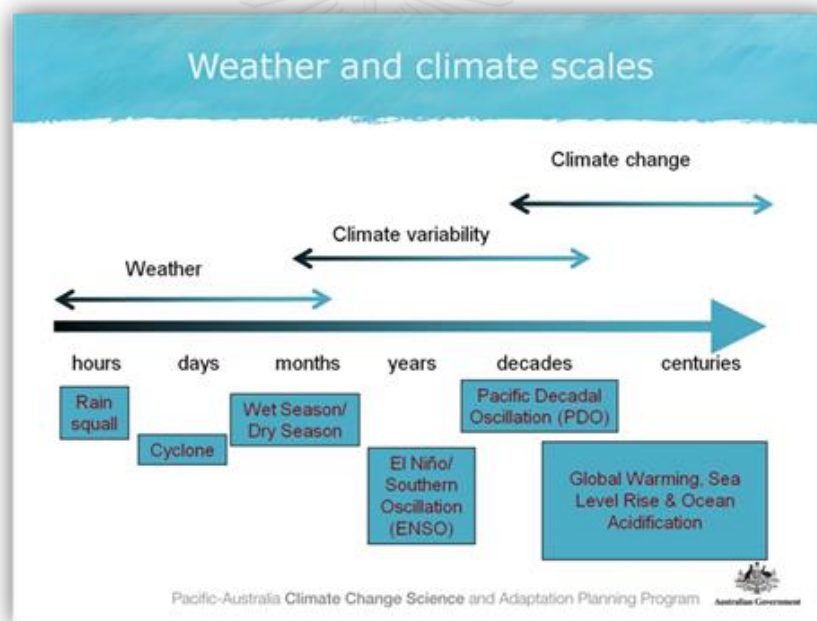 Weather and climate scales
Climate change
Climate variability
Weather
hours days months years decades centuries
Rain
squall
Cyclone
Wet Season/
Dry Season
El Niño/
Southern
Oscillation
(ENSO)
Pacific Decadal
Oscillation (PDO)
Global Warming, Sea
Level Rise & Ocean
Acidification
Pacific-Australia Climate Change Science and Adaptation Planning Program
Australian Government